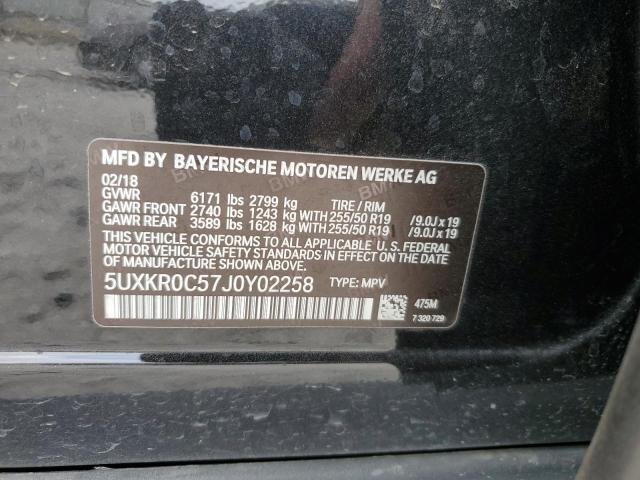 MFD BY BAYERISCHE MOTOREN WERKE AG
02/18
GVWR 6171 lbs 2799 kg TIRE / RIM
GAWR FRONT 2740 lbs 1243 kg WITH 255/50 R19 /9.0J x 19
GAWR REAR 3589 lbs 1628 kg WITH 255/50 R19 /9.0J x 19
THIS VEHICLE CONFORMS TO ALL APPLICABLE U. S. FEDERAL
MOTOR VEHICLE SAFETY STANDARDS IN EFFECT ON THE DATE
OF MANUFACTURE SHOWN ABOVE.
5UXKR0C57J0Y02258 TYPE: MPV
475M
7 320 729